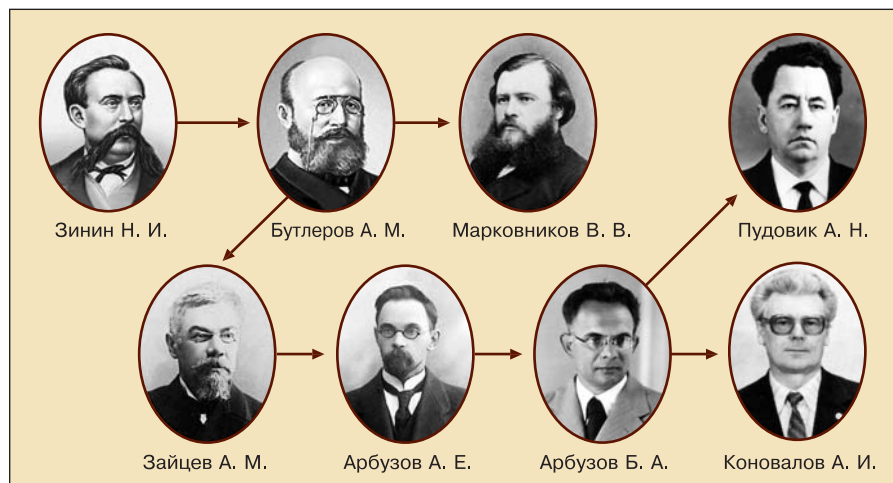 Зинин Н. И.
Бутлеров А. М.
Марковников В. В.
Пудовик А. Н.
Зайцев А. М.
Арбузов А. Е.
Арбузов Б. А.
Коновалов А. И.